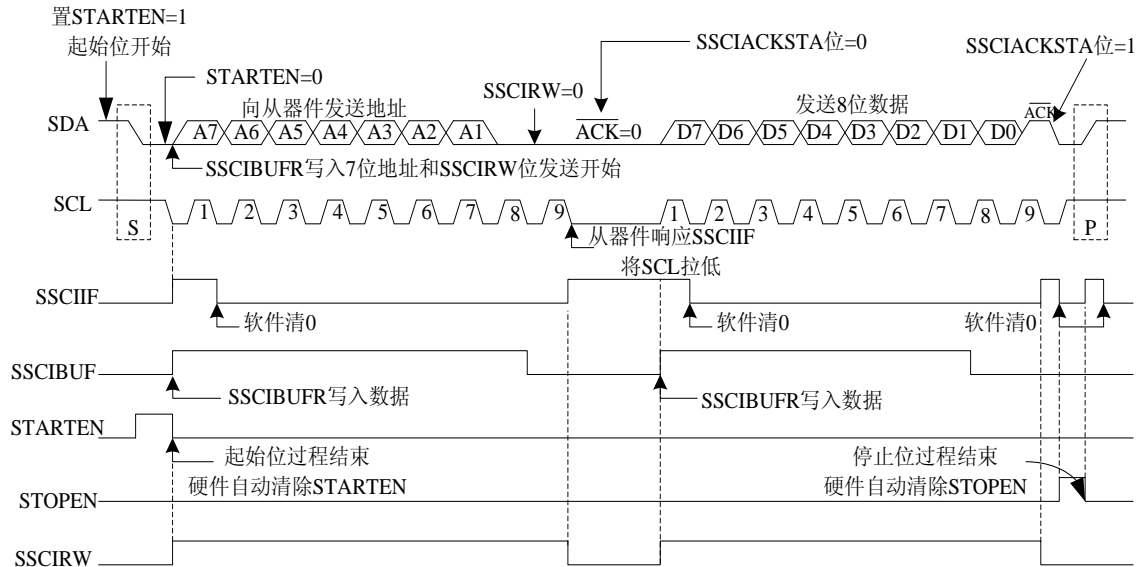 置STARTEN=1
起始位开始
STARTEN=0
SSCIRW=0
SSCIACKSTA位=0
SSCIACKSTA位=1
向从器件发送地址
发送8位数据
SDA
A7 A6 A5 A4 A3 A2 A1
ACK=0
D7 D6 D5 D4 D3 D2 D1 D0
ACK
SSCIBUFR写入7位地址和SSCIRW位发送开始
SCL
S
1 2 3 4 5 6 7 8 9
1 2 3 4 5 6 7 8 9
P
从器件响应SSCIIF
将SCL拉低
SSCIIF
软件清0
软件清0
软件清0
SSCIBUF
SSCIBUFR写入数据
SSCIBUFR写入数据
STARTEN
起始位过程结束
硬件自动清除STARTEN
停止位过程结束
硬件自动清除STOPEN
STOPEN
SSCIRW